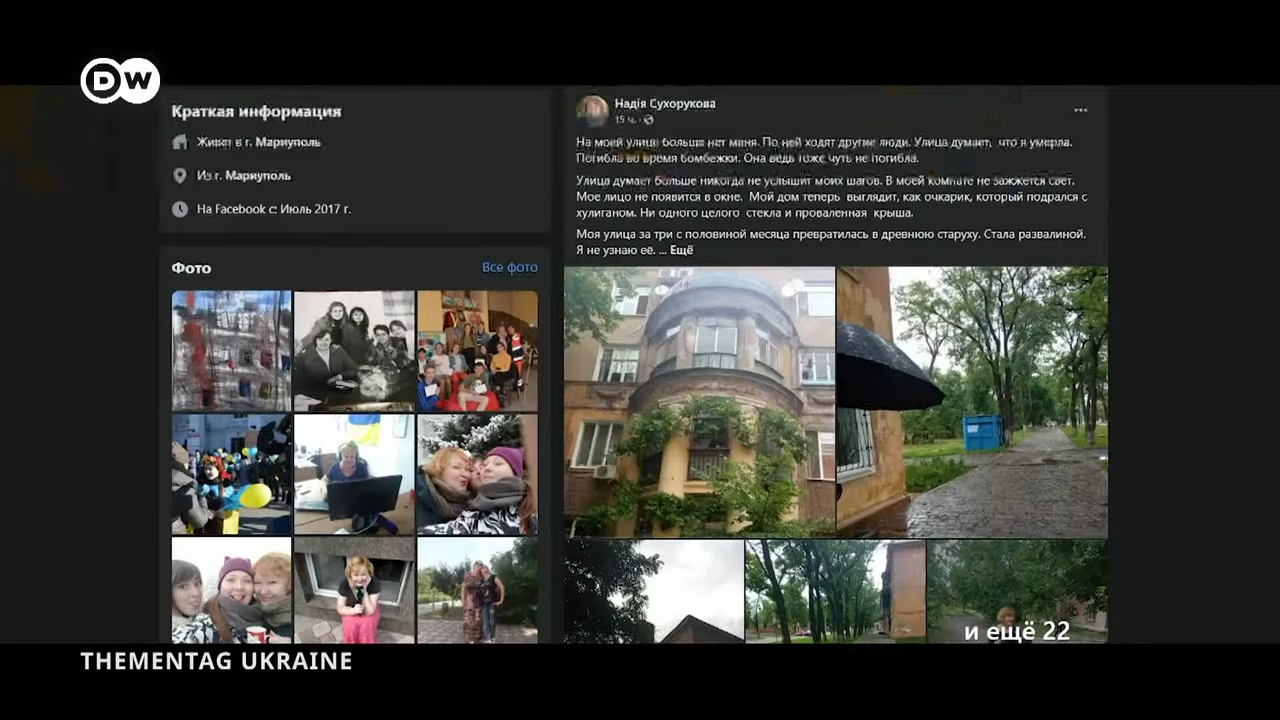 DW
Краткая информация
Живет в г. Мариуполь
Из г. Мариуполь
На Facebook с: Июль 2017 г.
Фото
Все фото
Надія Сухорукова
15 ч.
На моей улице больше нет меня. По ней ходят другие люди. Улица думает, что я умерла.
Погибла во время бомбежки. Она ведь тоже чуть не погибла.
Улица думает больше никогда не услышит моих шагов. В моей комнате не зажжется свет.
Мое лицо не появится в окне. Мой дом теперь выглядит, как очкарик, который подрался с
хулиганом. Ни одного целого стекла и проваленная крыша.
Моя улица за три с половиной месяца превратилась в древнюю старуху. Стала развалиной.
Я не узнаю её. ... Ещё
и ещё 22
THEMENTAG UKRAINE